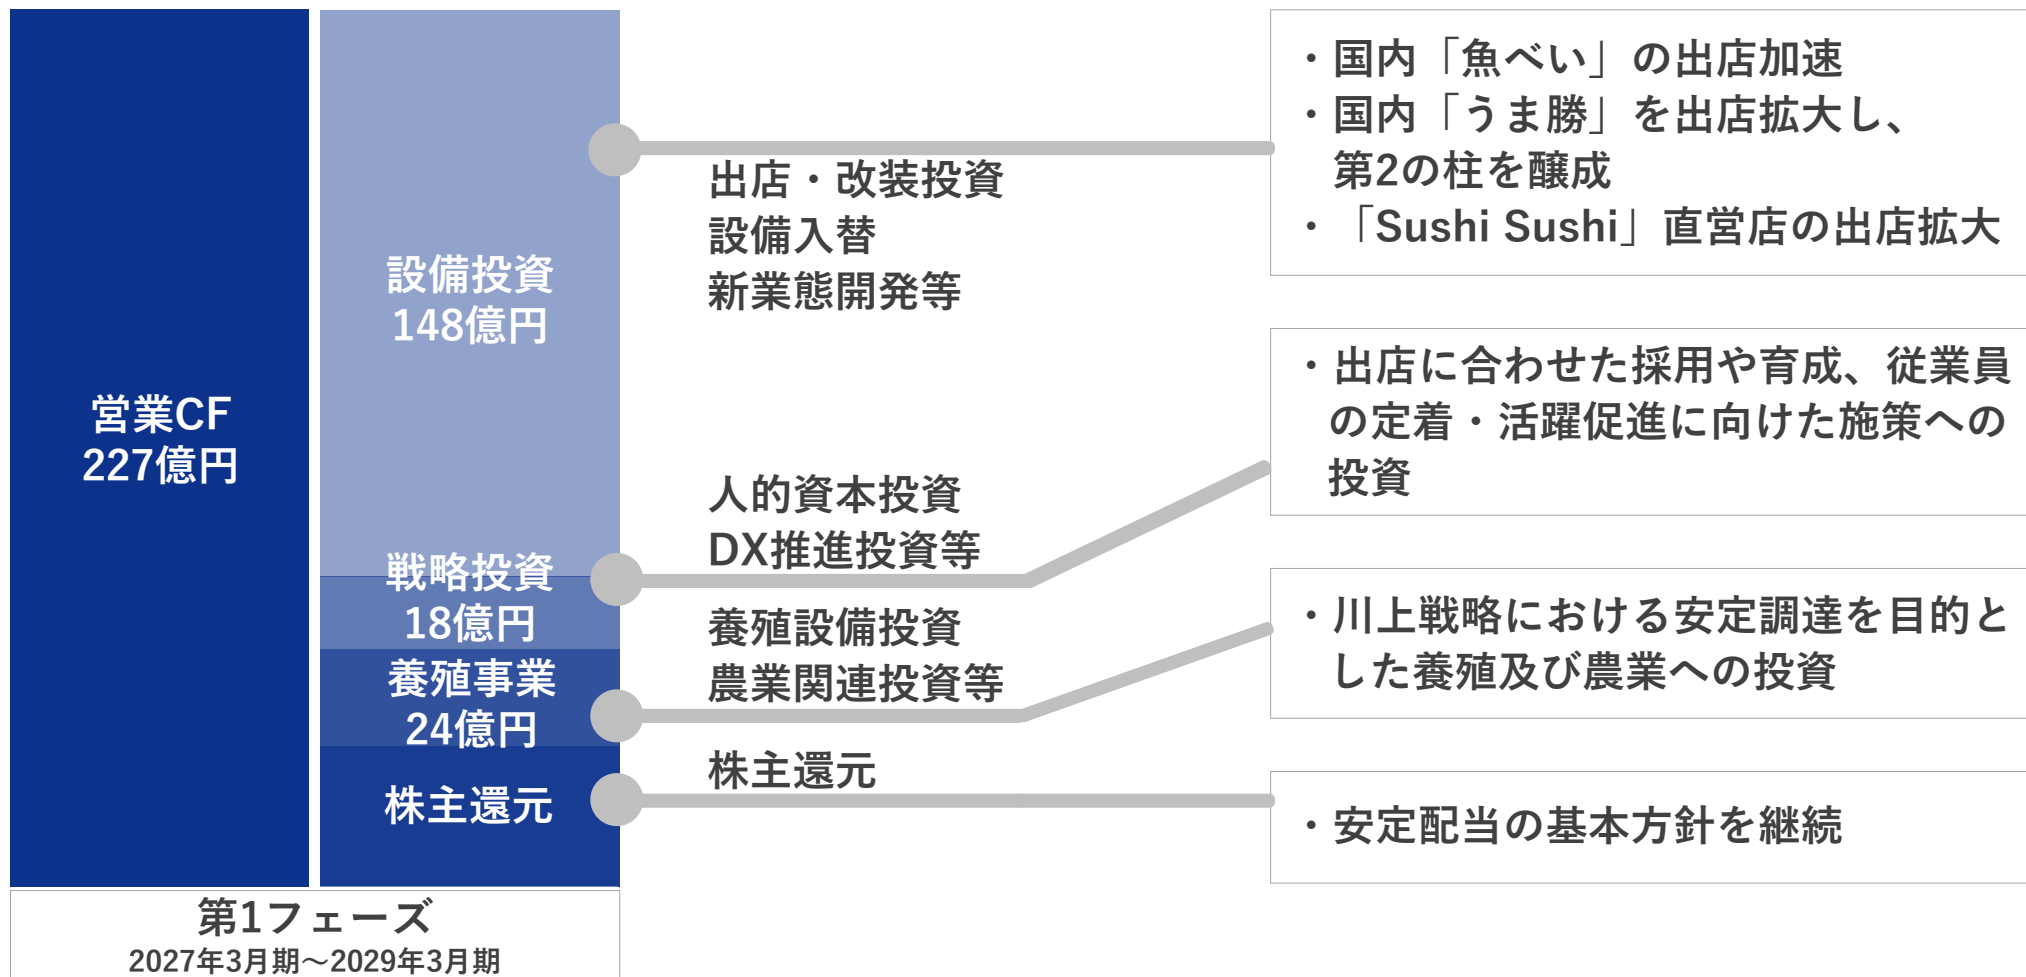 営業CF
227億円
設備投資
148億円
戦略投資
18億円
養殖事業
24億円
株主還元
第1フェーズ
2027年3月期～2029年3月期
出店・改装投資
設備入替
新業態開発等
人的資本投資
DX推進投資等
養殖設備投資
農業関連投資等
株主還元
・国内「魚べい」の出店加速
・国内「うま勝」を出店拡大し、
第2の柱を醸成
・「Sushi Sushi」直営店の出店拡大
・出店に合わせた採用や育成、従業員
の定着・活躍促進に向けた施策への
投資
・川上戦略における安定調達を目的と
した養殖及び農業への投資
・安定配当の基本方針を継続